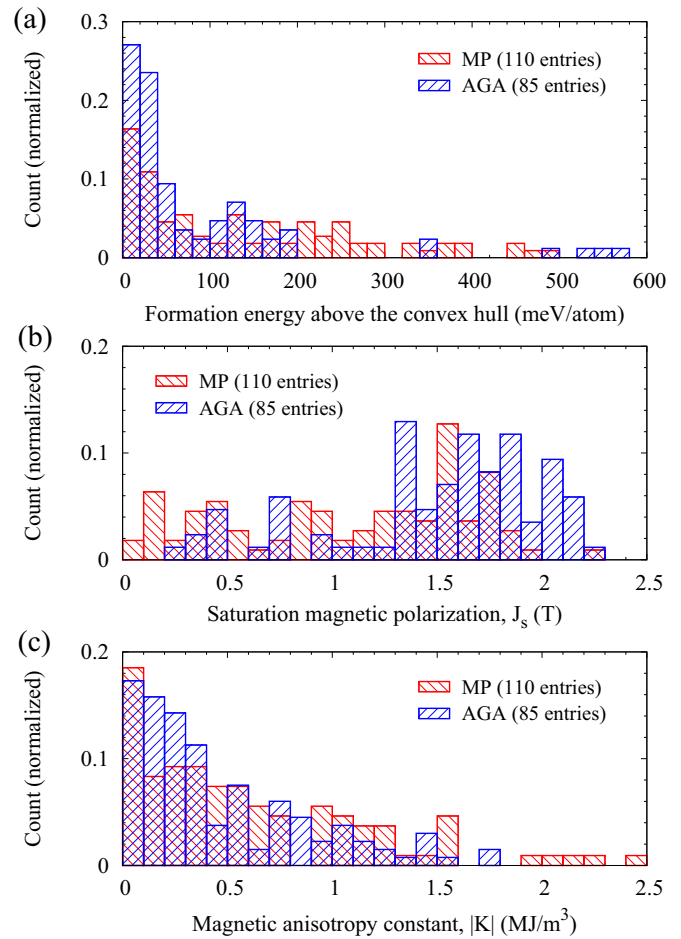 (a)
0.3
0.2
0.1
0
Count (normalized)
MP (110 entries)
AGA (85 entries)
0 100 200 300 400 500 600
Formation energy above the convex hull (meV/atom)
(b)
0.2
0.1
0
Count (normalized)
MP (110 entries)
AGA (85 entries)
0 0.5 1 1.5 2 2.5
Saturation magnetic polarization, Js (T)
(c)
0.2
0.1
0
Count (normalized)
MP (110 entries)
AGA (85 entries)
0 0.5 1 1.5 2 2.5
Magnetic anisotropy constant, |K| (MJ/m³)